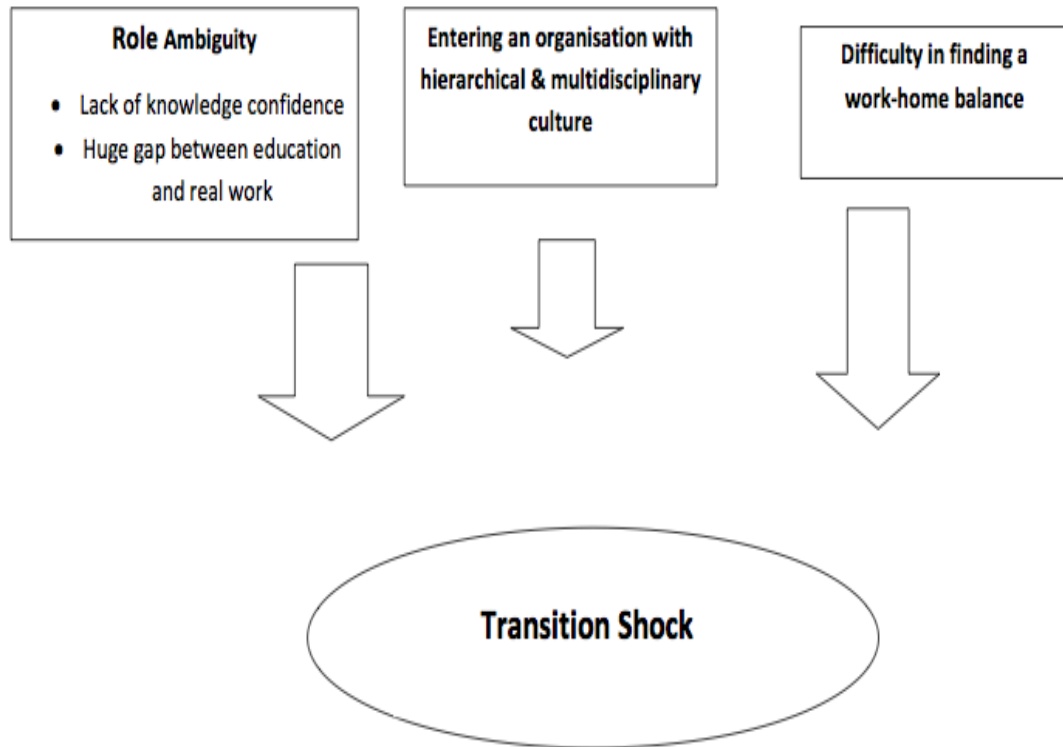 Role Ambiguity
• Lack of knowledge confidence
• Huge gap between education
and real work
Entering an organisation with
hierarchical & multidisciplinary
culture
Difficulty in finding a
work-home balance
Transition Shock